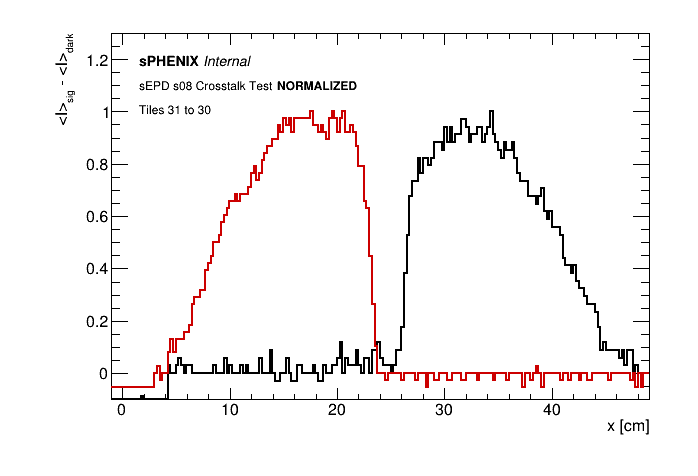 <I>sig - <I>dark
sPHENIX Internal
sEPD s08 Crosstalk Test NORMALIZED
Tiles 31 to 30
1.2
1
0.8
0.6
0.4
0.2
0
0 10 20 30 40
x [cm]